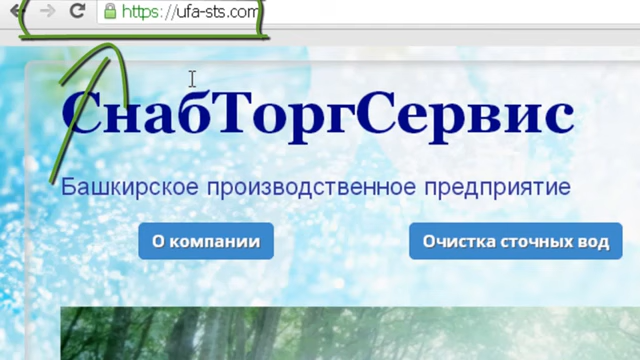 https://ufa-sts.com
СнабТоргСервис
Башкирское производственное предприятие
О компании
Очистка сточных вод